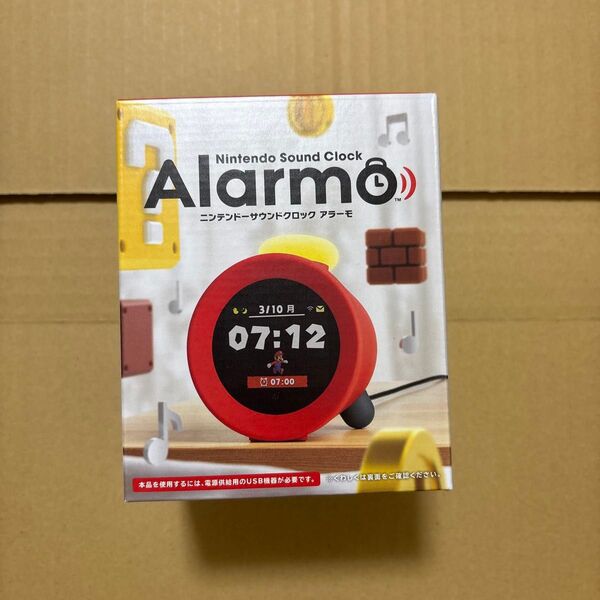 Nintendo Sound Clock
Alarmo
TM
ニンテンドーサウンドクロック アラーモ
3/10 月
07:12
07:00
本品を使用するには、電源供給用のUSB機器が必要です。
※くわしくは裏面をご確認ください。